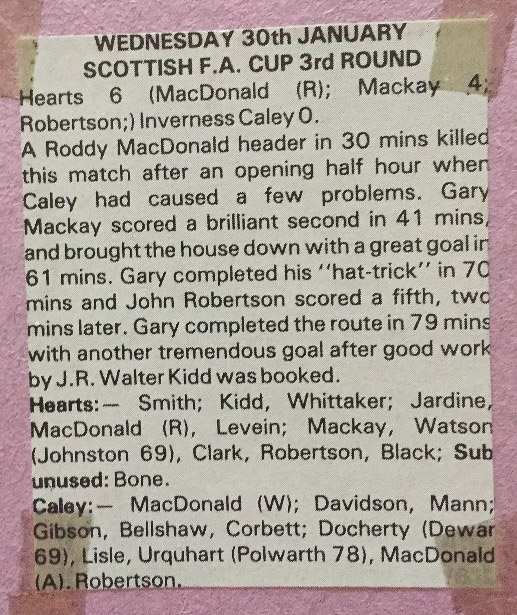 WEDNESDAY 30th JANUARY
SCOTTISH F.A. CUP 3rd ROUND
Hearts 6 (MacDonald (R); Mackay 4;
Robertson;) Inverness Caley 0.
A Roddy MacDonald header in 30 mins killed
this match after an opening half hour when
Caley had caused a few problems. Gary
Mackay scored a brilliant second in 41 mins,
and brought the house down with a great goal in
61 mins. Gary completed his "hat-trick" in 70
mins and John Robertson scored a fifth, two
mins later. Gary completed the route in 79 mins
with another tremendous goal after good work
by J.R. Walter Kidd was booked.
Hearts:— Smith; Kidd, Whittaker; Jardine,
MacDonald (R), Levein; Mackay, Watson
(Johnston 69), Clark, Robertson, Black; Sub
unused: Bone.
Caley:— MacDonald (W); Davidson, Mann;
Gibson, Bellshaw, Corbett; Docherty (Dewar
69), Lisle, Urquhart (Polwarth 78), MacDonald
(A). Robertson.